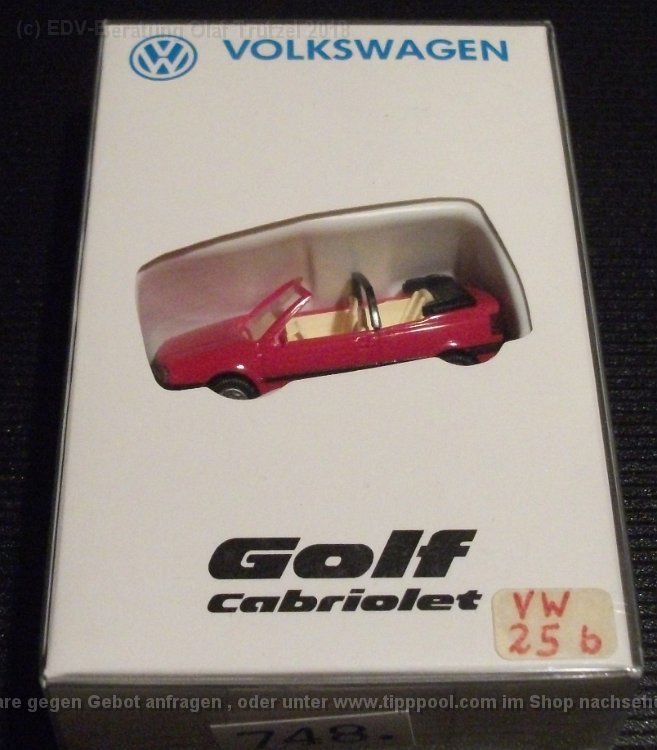 (c) EDV-Beratung Olaf Trutzel 2018
VOLKSWAGEN
Golf
Cabriolet
VW
25 b
are gegen Gebot anfragen , oder unter www.tipppool.com im Shop nachseh
748.-